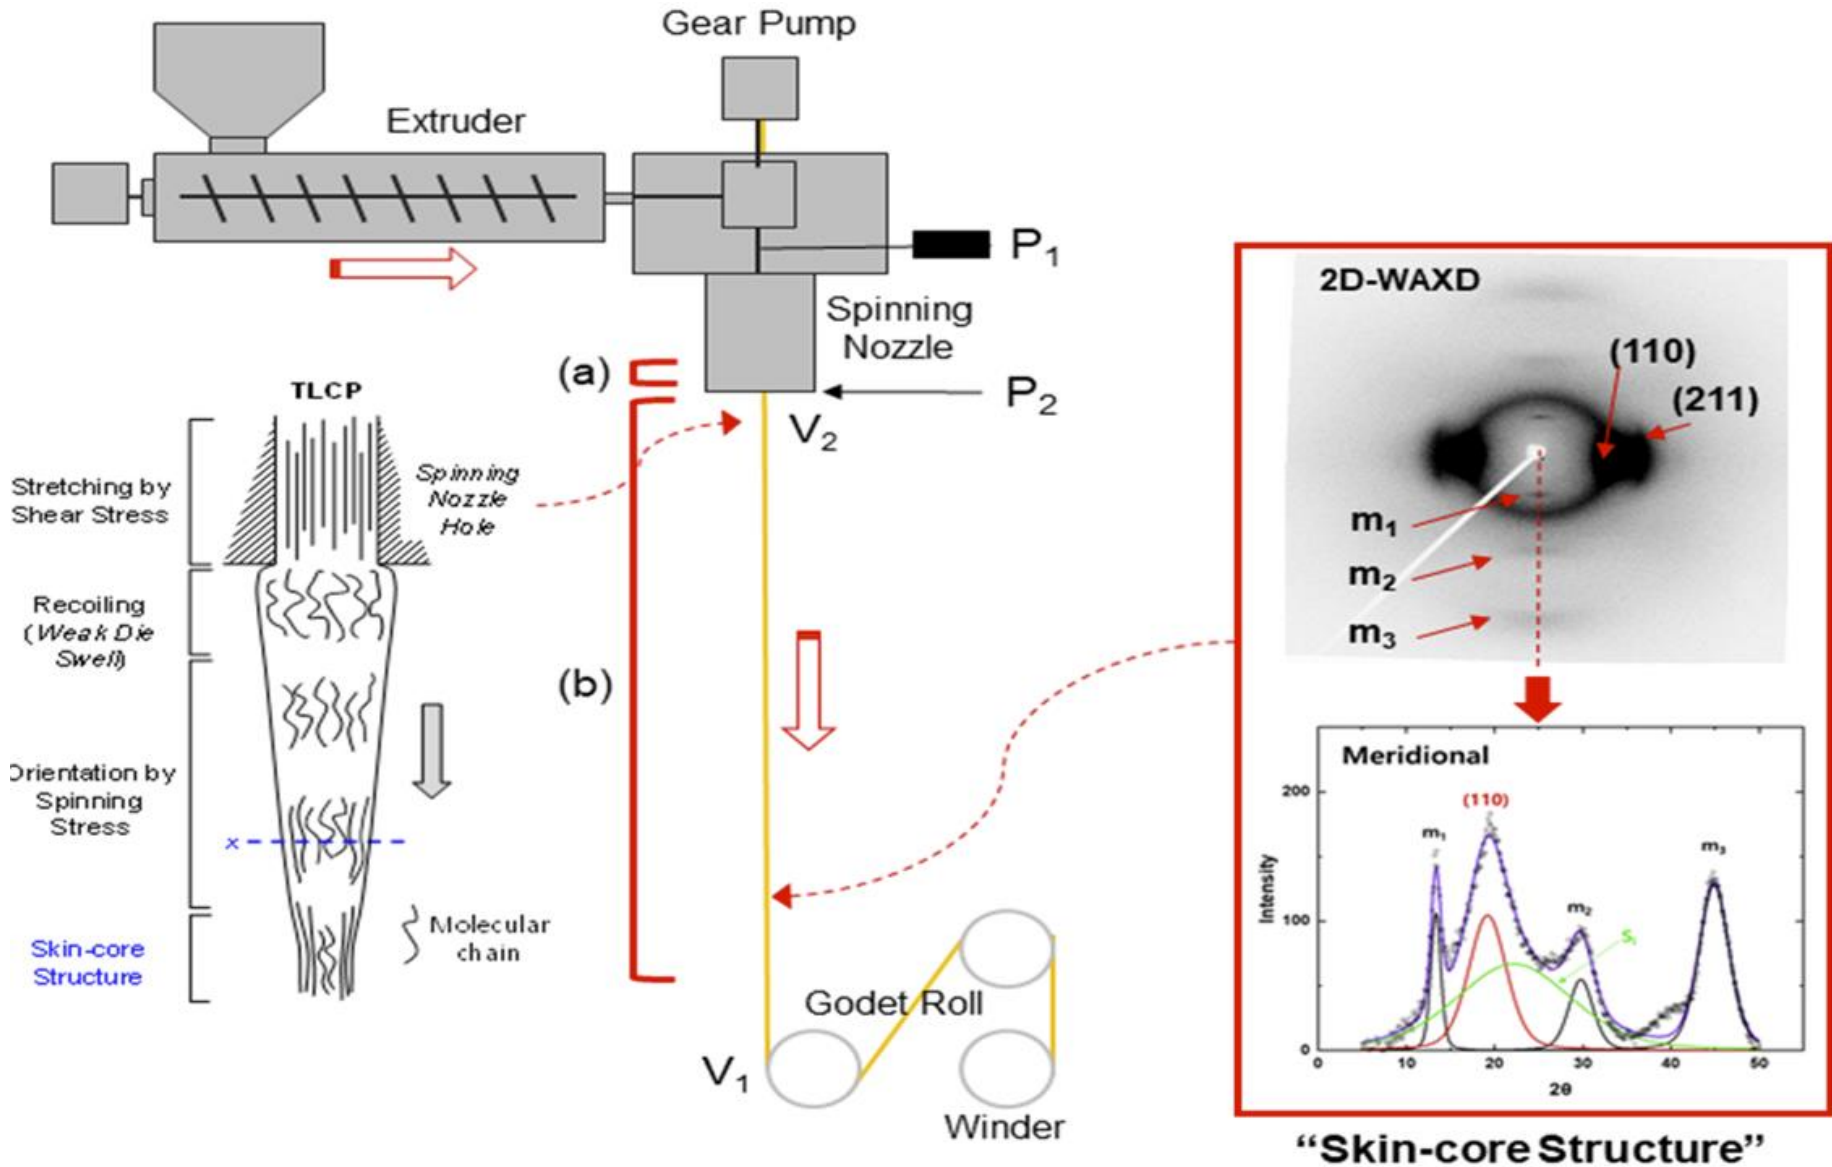 Gear Pump
Extruder
P1
Spinning
Nozzle
P2
(a)
V2
TLCP
Stretching by
Shear Stress
Spinning
Nozzle
Hole
Recoiling
(Weak Die
Swell)
Orientation by
Spinning
Stress
x
Skin-core
Structure
Molecular
chain
(b)
Godet Roll
V1
Winder
2D-WAXD
(110)
(211)
m1
m2
m3
Meridional
(110)
m1
m2
m3
S1
Intensity
200
100
0
0 10 20 30 40 50
2θ
“Skin-core Structure”